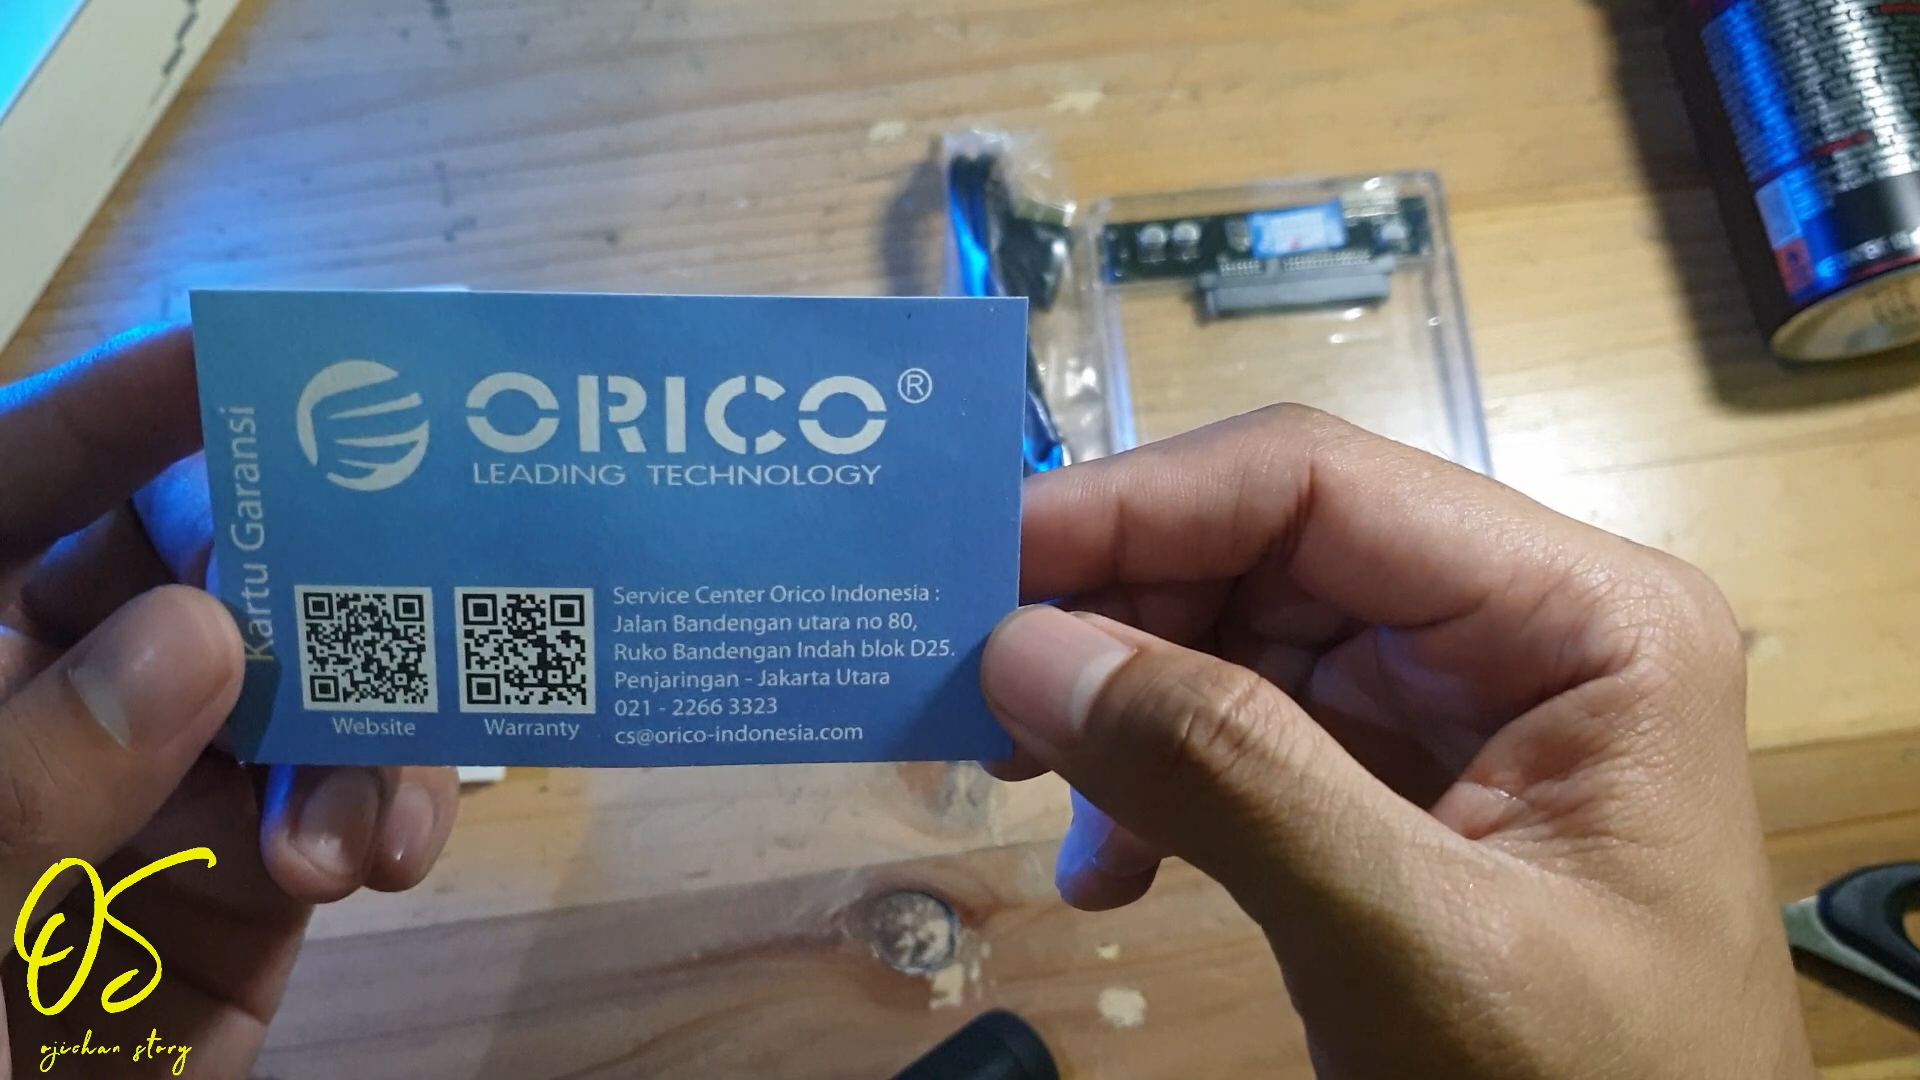 ORICO®
LEADING TECHNOLOGY
Kartu Garansi
Service Center Orico Indonesia :
Jalan Bandengan utara no 80,
Ruko Bandengan Indah blok D25.
Penjaringan - Jakarta Utara
021 - 2266 3323
cs@orico-indonesia.com
Website
Warranty
OS
ojichan story